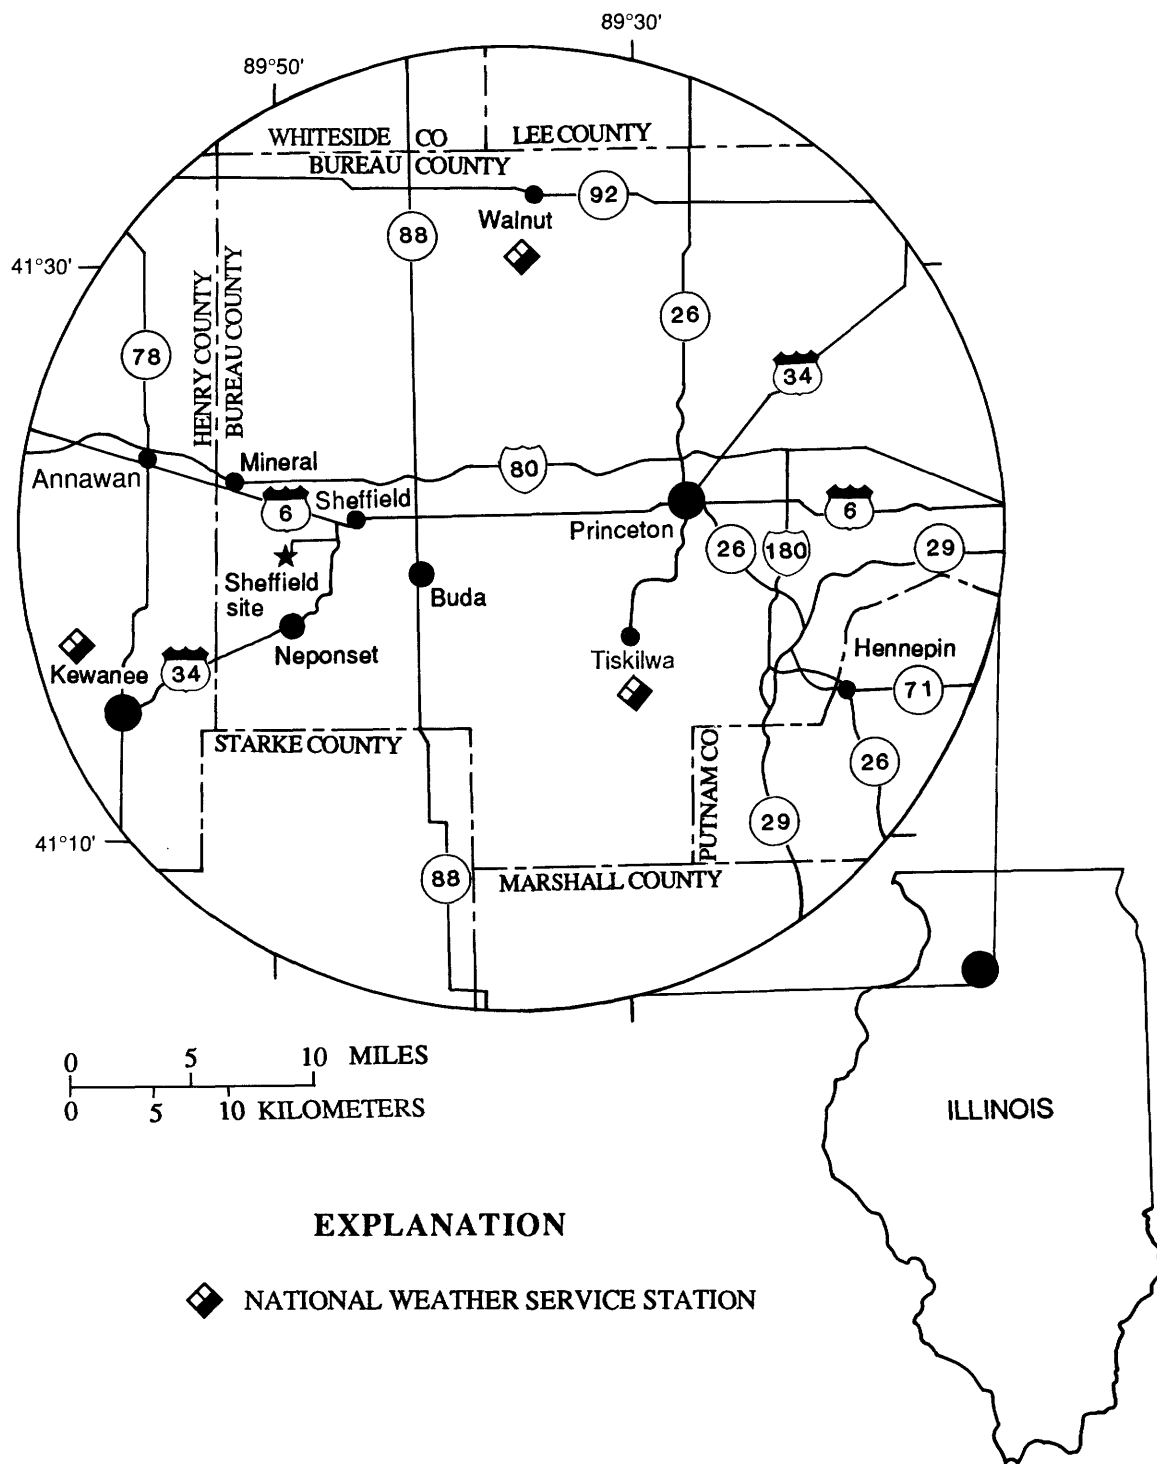 89°30'
89°50'
WHITESIDE CO
LEE COUNTY
BUREAU COUNTY
92
Walnut
88
41°30'
HENRY COUNTY
BUREAU COUNTY
26
78
34
Mineral
80
Annawan
Sheffield
6
6
Princeton
26
180
29
Sheffield
site
Buda
Hennepin
Neponset
Tiskilwa
Kewanee
34
71
STARKE COUNTY
PUTNAM CO
26
29
41°10'
88
MARSHALL COUNTY
0 5 10 MILES
0 5 10 KILOMETERS
ILLINOIS
EXPLANATION
NATIONAL WEATHER SERVICE STATION